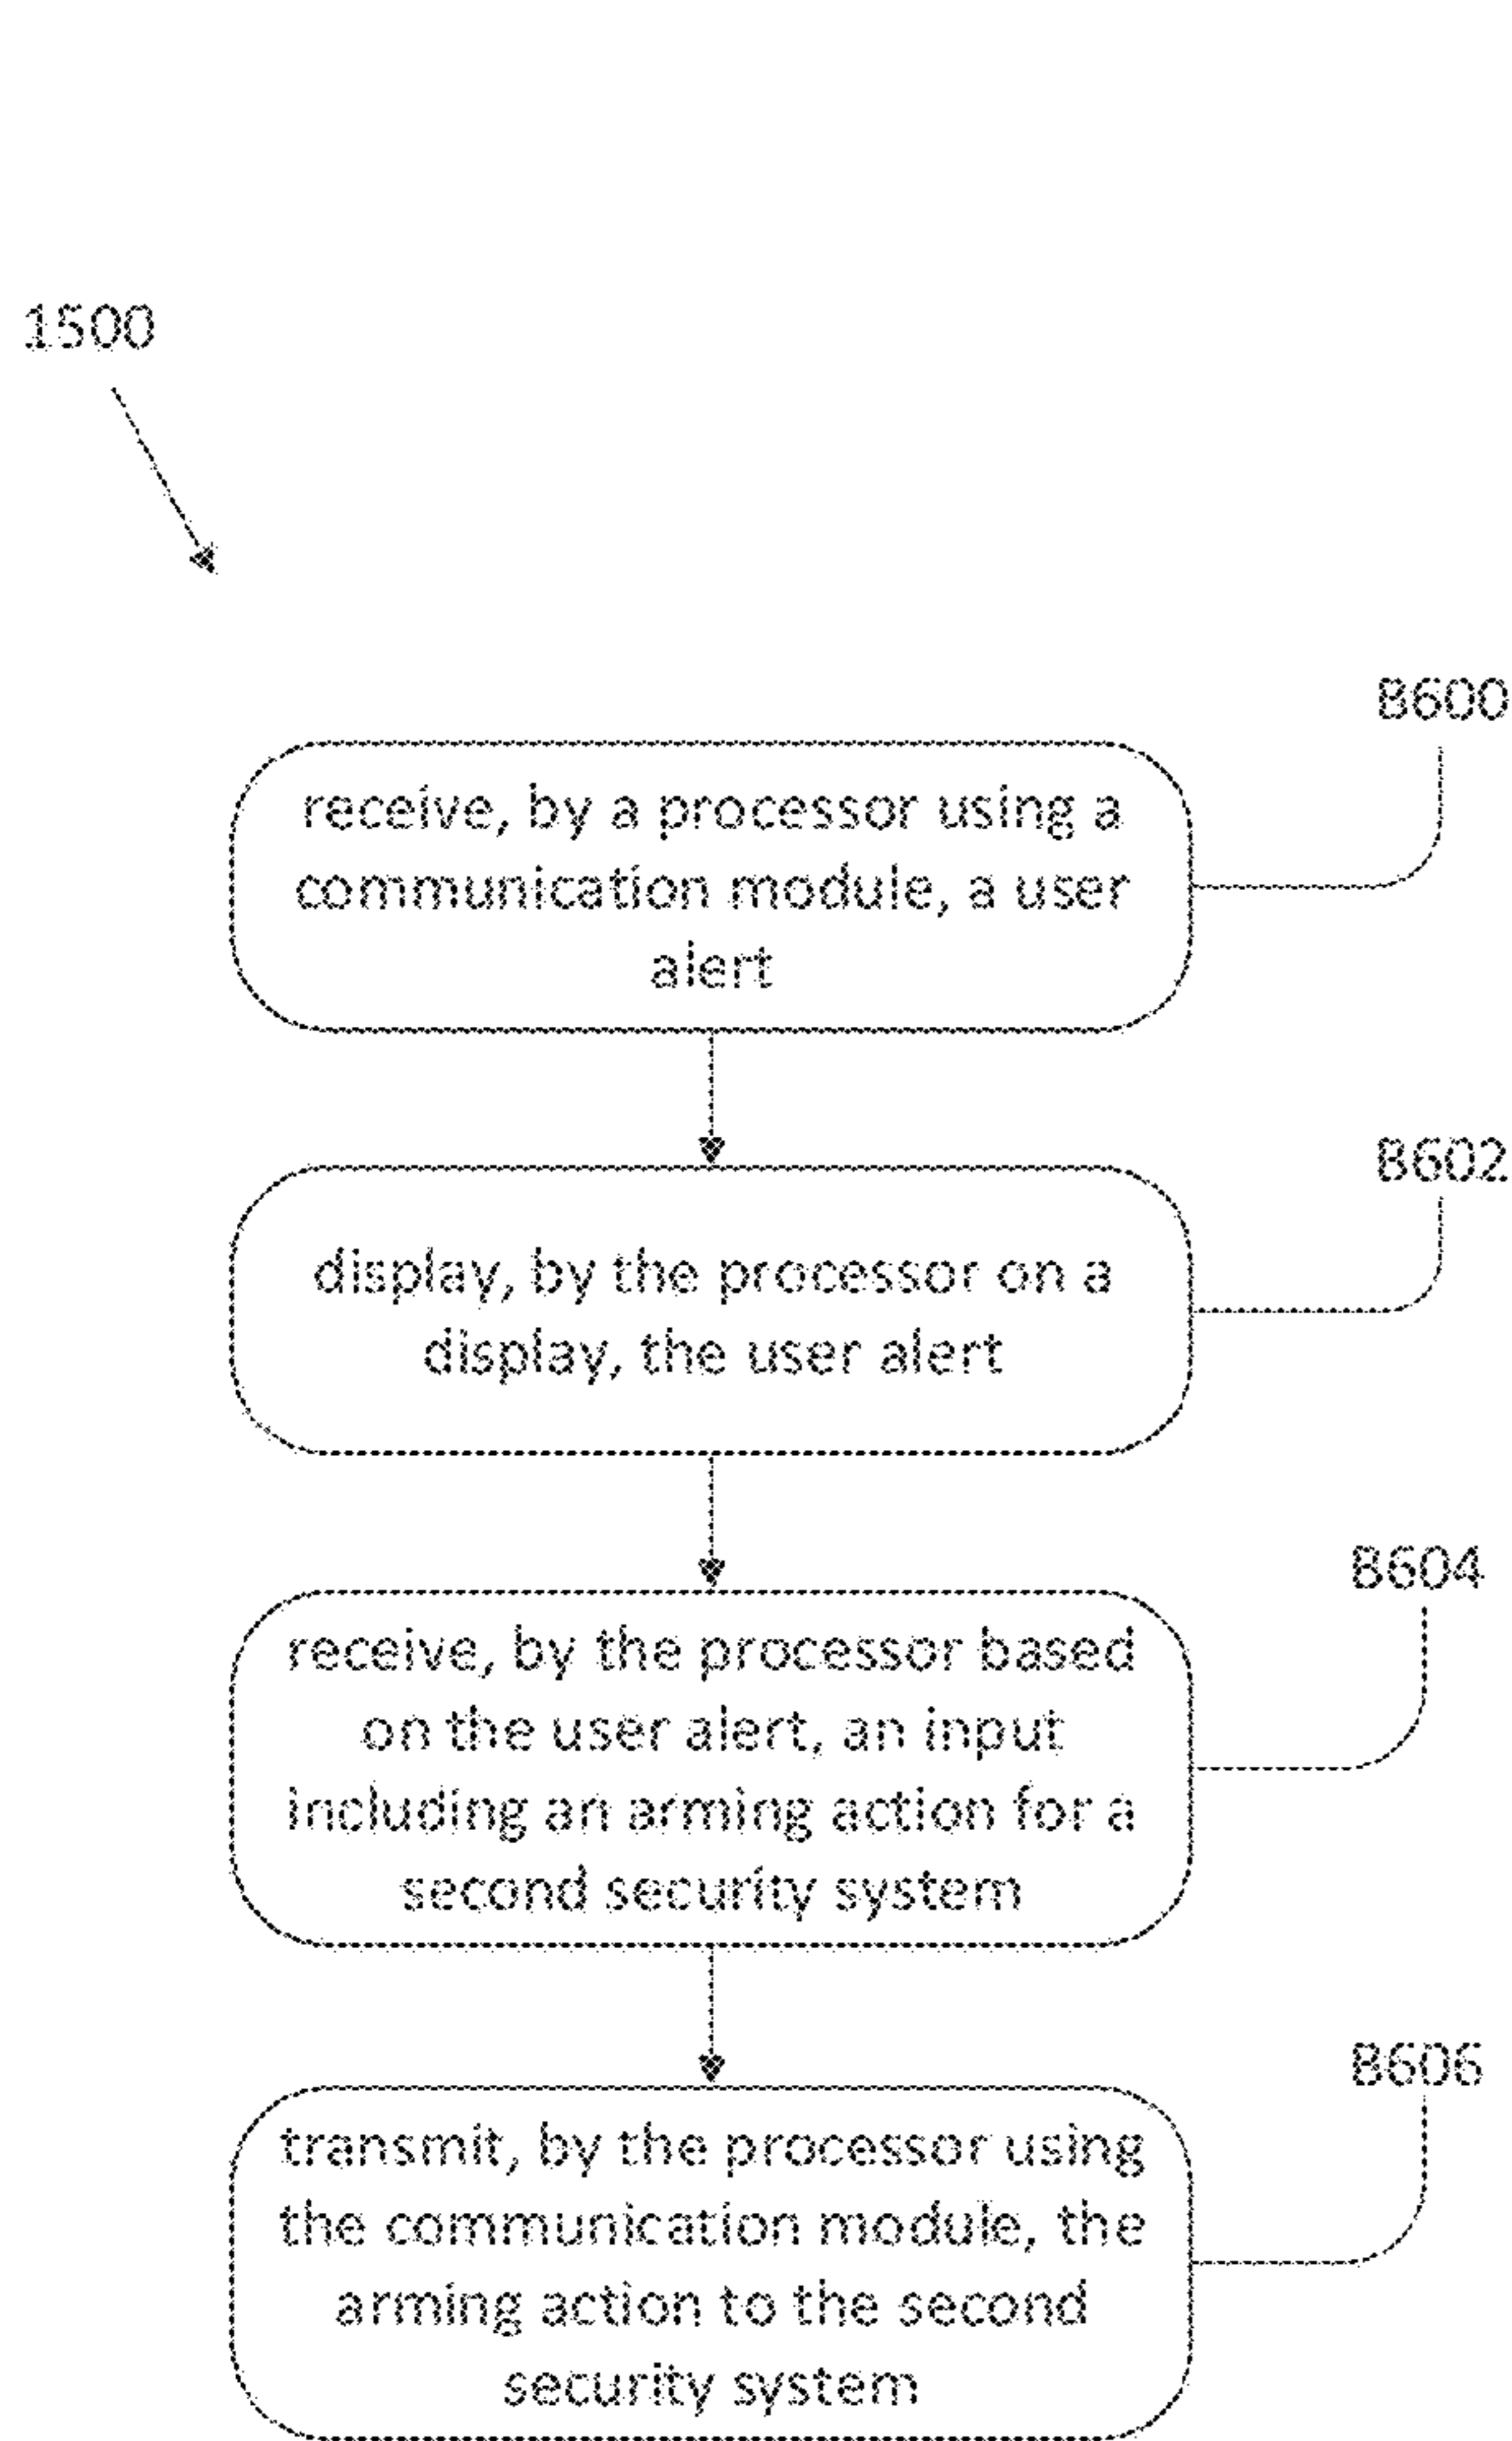 1500
B600
receive, by a processor using a
communication module, a user
alert
B602
display, by the processor on a
display, the user alert
B604
receive, by the processor based
on the user alert, an input
including an arming action for a
second security system
B606
transmit, by the processor using
the communication module, the
arming action to the second
security system